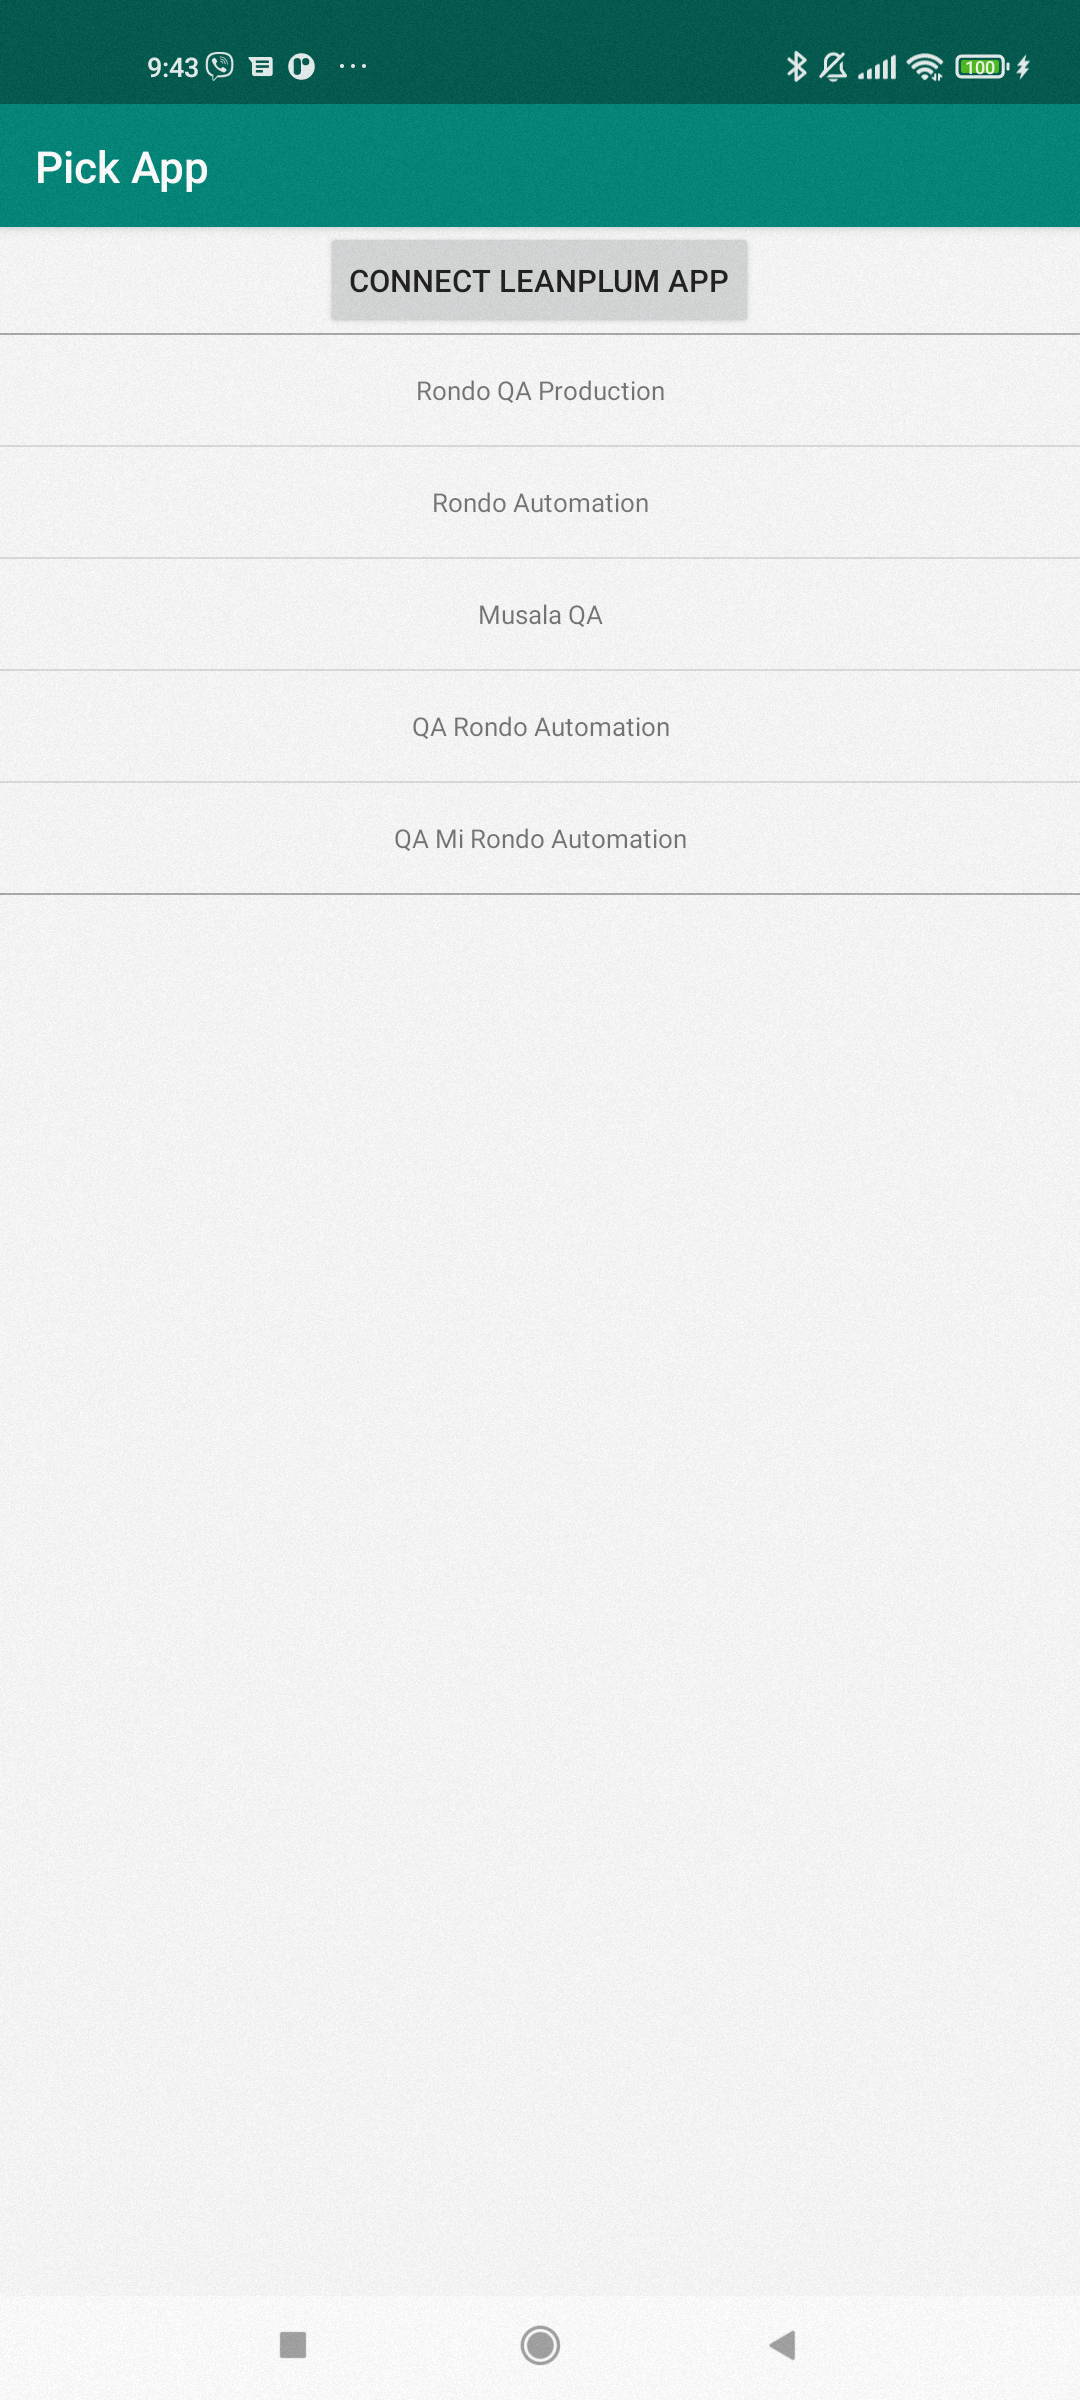 9:43
100
Pick App
CONNECT LEANPLUM APP
Rondo QA Production
Rondo Automation
Musala QA
QA Rondo Automation
QA Mi Rondo Automation